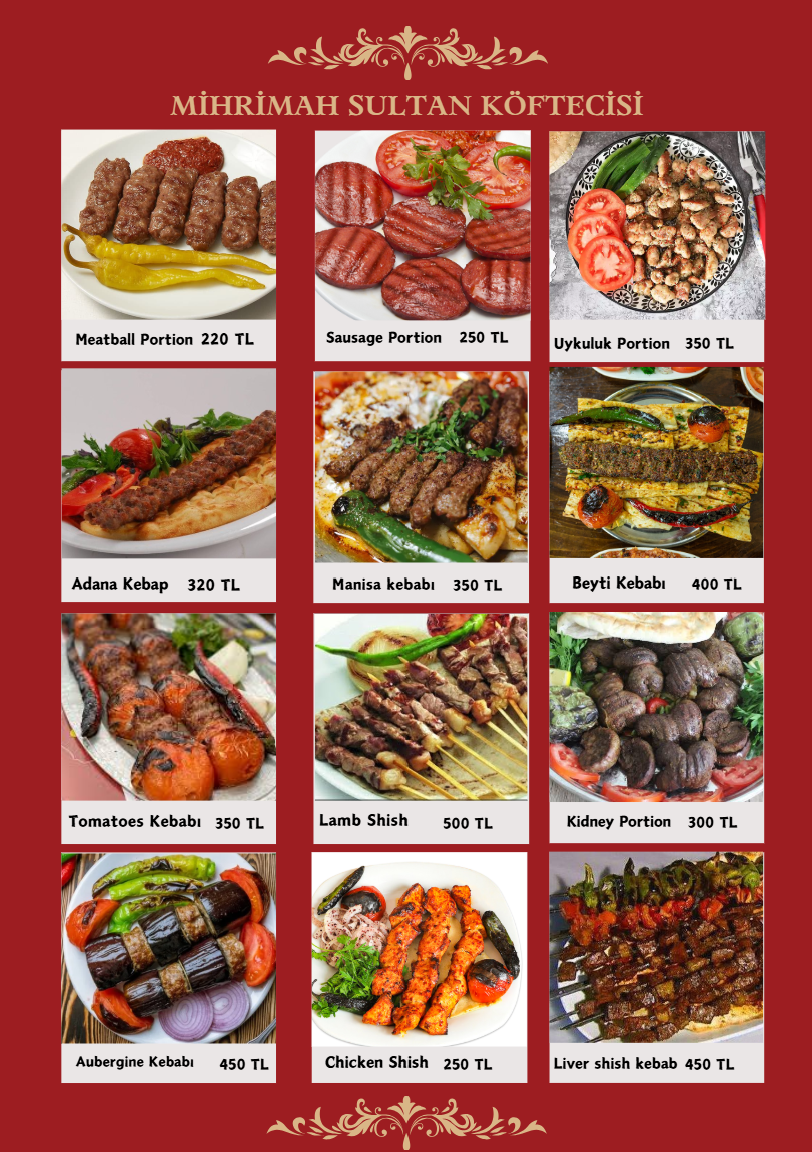 MİHRİMAH SULTAN KÖFTECİSİ
Meatball Portion 220 TL
Sausage Portion 250 TL
Uykuluk Portion 350 TL
Adana Kebap 320 TL
Manisa kebabı 350 TL
Beyti Kebabı 400 TL
Tomatoes Kebabı 350 TL
Lamb Shish 500 TL
Kidney Portion 300 TL
Aubergine Kebabı 450 TL
Chicken Shish 250 TL
Liver shish kebab 450 TL